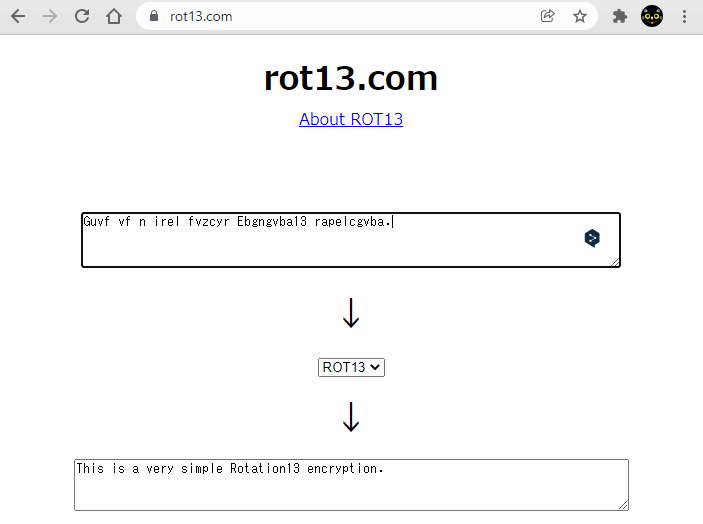 rot13.com
rot13.com
About ROT13
Guvf vf n irel fvzcyr Ebgngvba13 rapelcgvba.
↓
ROT13
↓
This is a very simple Rotation13 encryption.